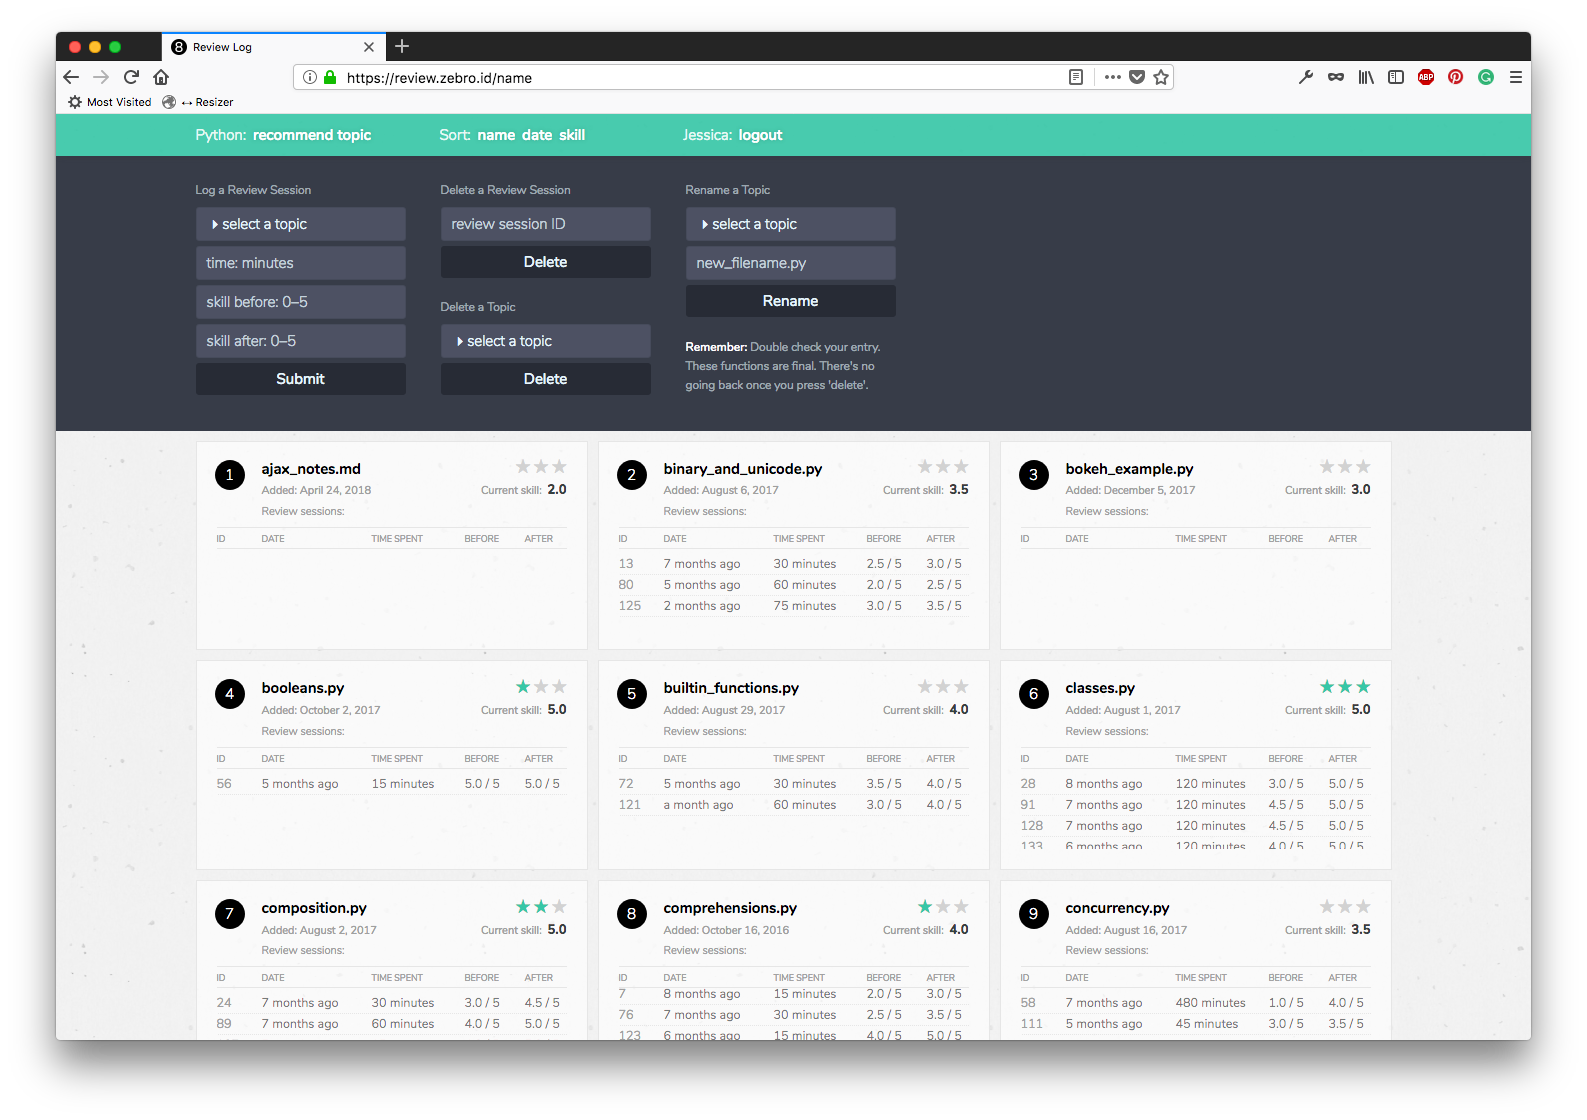 8 Review Log
https://review.zebro.id/name
ABP
Most Visited ↔ Resizer
Python: recommend topic Sort: name date skill Jessica: logout
Log a Review Session
select a topic
time: minutes
skill before: 0–5
skill after: 0–5
Submit
Delete a Review Session
review session ID
Delete
Delete a Topic
select a topic
Delete
Rename a Topic
select a topic
new_filename.py
Rename
Remember: Double check your entry.
These functions are final. There's no
going back once you press 'delete'.
1 ajax_notes.md
Added: April 24, 2018 Current skill: 2.0
Review sessions:
ID DATE TIME SPENT BEFORE AFTER
2 binary_and_unicode.py
Added: August 6, 2017 Current skill: 3.5
Review sessions:
ID DATE TIME SPENT BEFORE AFTER
13 7 months ago 30 minutes 2.5 / 5 3.0 / 5
80 5 months ago 60 minutes 2.0 / 5 2.5 / 5
125 2 months ago 75 minutes 3.0 / 5 3.5 / 5
3 bokeh_example.py
Added: December 5, 2017 Current skill: 3.0
Review sessions:
ID DATE TIME SPENT BEFORE AFTER
4 booleans.py
Added: October 2, 2017 Current skill: 5.0
Review sessions:
ID DATE TIME SPENT BEFORE AFTER
56 5 months ago 15 minutes 5.0 / 5 5.0 / 5
5 builtin_functions.py
Added: August 29, 2017 Current skill: 4.0
Review sessions:
ID DATE TIME SPENT BEFORE AFTER
72 5 months ago 30 minutes 3.5 / 5 4.0 / 5
121 a month ago 60 minutes 3.0 / 5 4.0 / 5
6 classes.py
Added: August 1, 2017 Current skill: 5.0
Review sessions:
ID DATE TIME SPENT BEFORE AFTER
28 8 months ago 120 minutes 3.0 / 5 5.0 / 5
91 7 months ago 120 minutes 4.5 / 5 5.0 / 5
128 7 months ago 120 minutes 4.5 / 5 5.0 / 5
133 6 months ago 120 minutes 4.0 / 5 5.0 / 5
7 composition.py
Added: August 2, 2017 Current skill: 5.0
Review sessions:
ID DATE TIME SPENT BEFORE AFTER
24 7 months ago 30 minutes 3.0 / 5 4.5 / 5
89 7 months ago 60 minutes 4.0 / 5 5.0 / 5
8 comprehensions.py
Added: October 16, 2016 Current skill: 4.0
Review sessions:
ID DATE TIME SPENT BEFORE AFTER
7 8 months ago 15 minutes 2.0 / 5 3.0 / 5
76 7 months ago 30 minutes 2.5 / 5 3.5 / 5
123 6 months ago 15 minutes 4.0 / 5 5.0 / 5
9 concurrency.py
Added: August 16, 2017 Current skill: 3.5
Review sessions:
ID DATE TIME SPENT BEFORE AFTER
58 7 months ago 480 minutes 1.0 / 5 4.0 / 5
111 5 months ago 45 minutes 3.0 / 5 3.5 / 5